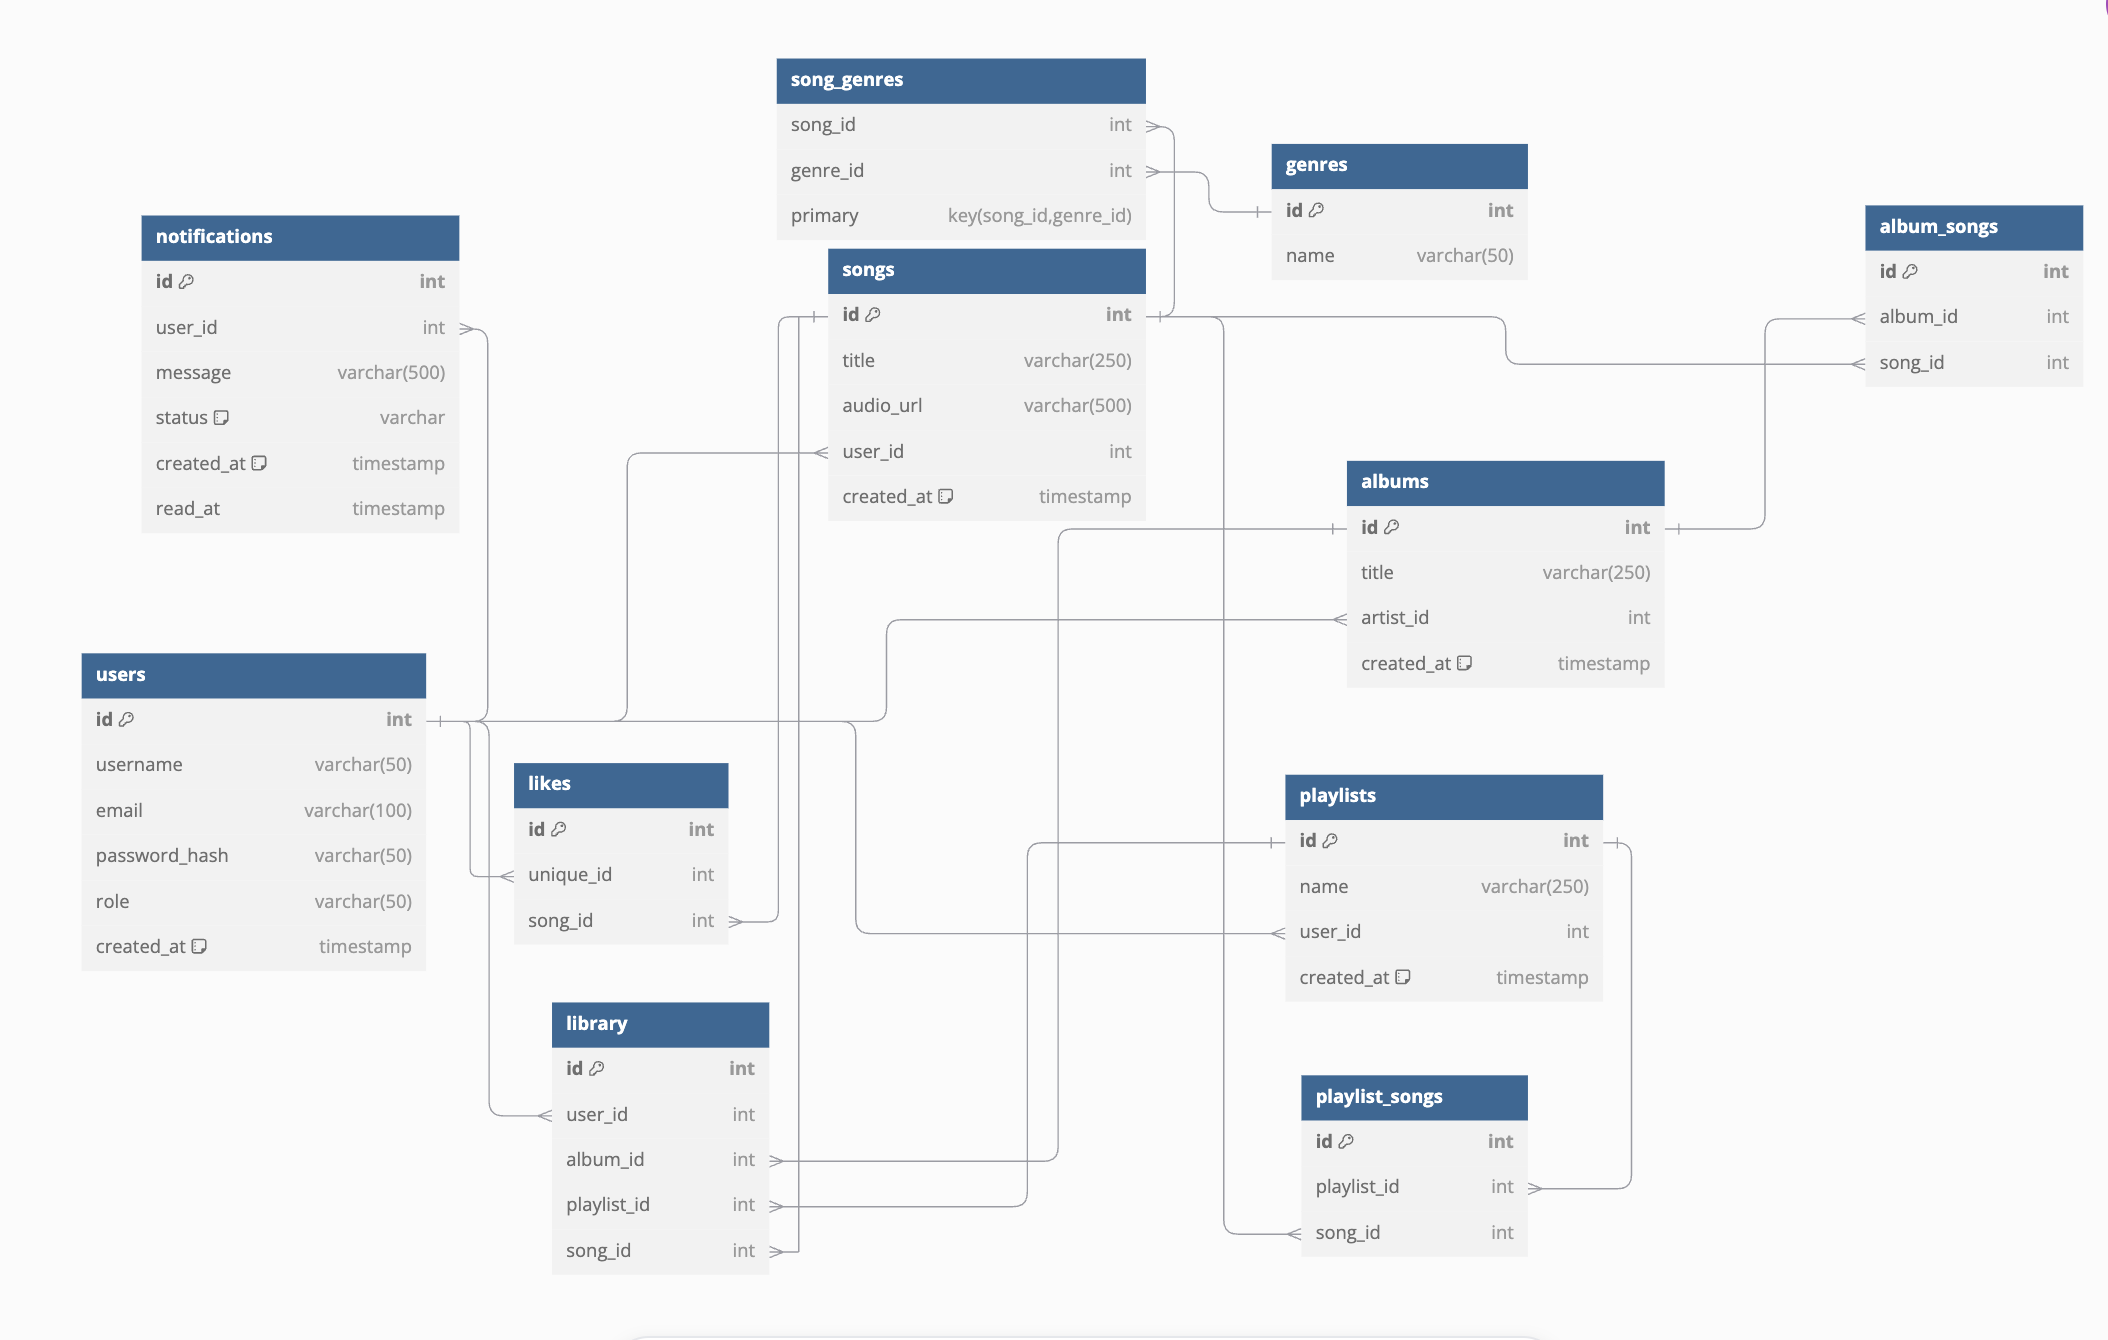 song_genres
song_id int
genre_id int
primary key(song_id,genre_id)
genres
id int
name varchar(50)
album_songs
id int
album_id int
song_id int
notifications
id int
user_id int
message varchar(500)
status varchar
created_at timestamp
read_at timestamp
songs
id int
title varchar(250)
audio_url varchar(500)
user_id int
created_at timestamp
albums
id int
title varchar(250)
artist_id int
created_at timestamp
users
id int
username varchar(50)
email varchar(100)
password_hash varchar(50)
role varchar(50)
created_at timestamp
likes
id int
unique_id int
song_id int
playlists
id int
name varchar(250)
user_id int
created_at timestamp
library
id int
user_id int
album_id int
playlist_id int
song_id int
playlist_songs
id int
playlist_id int
song_id int